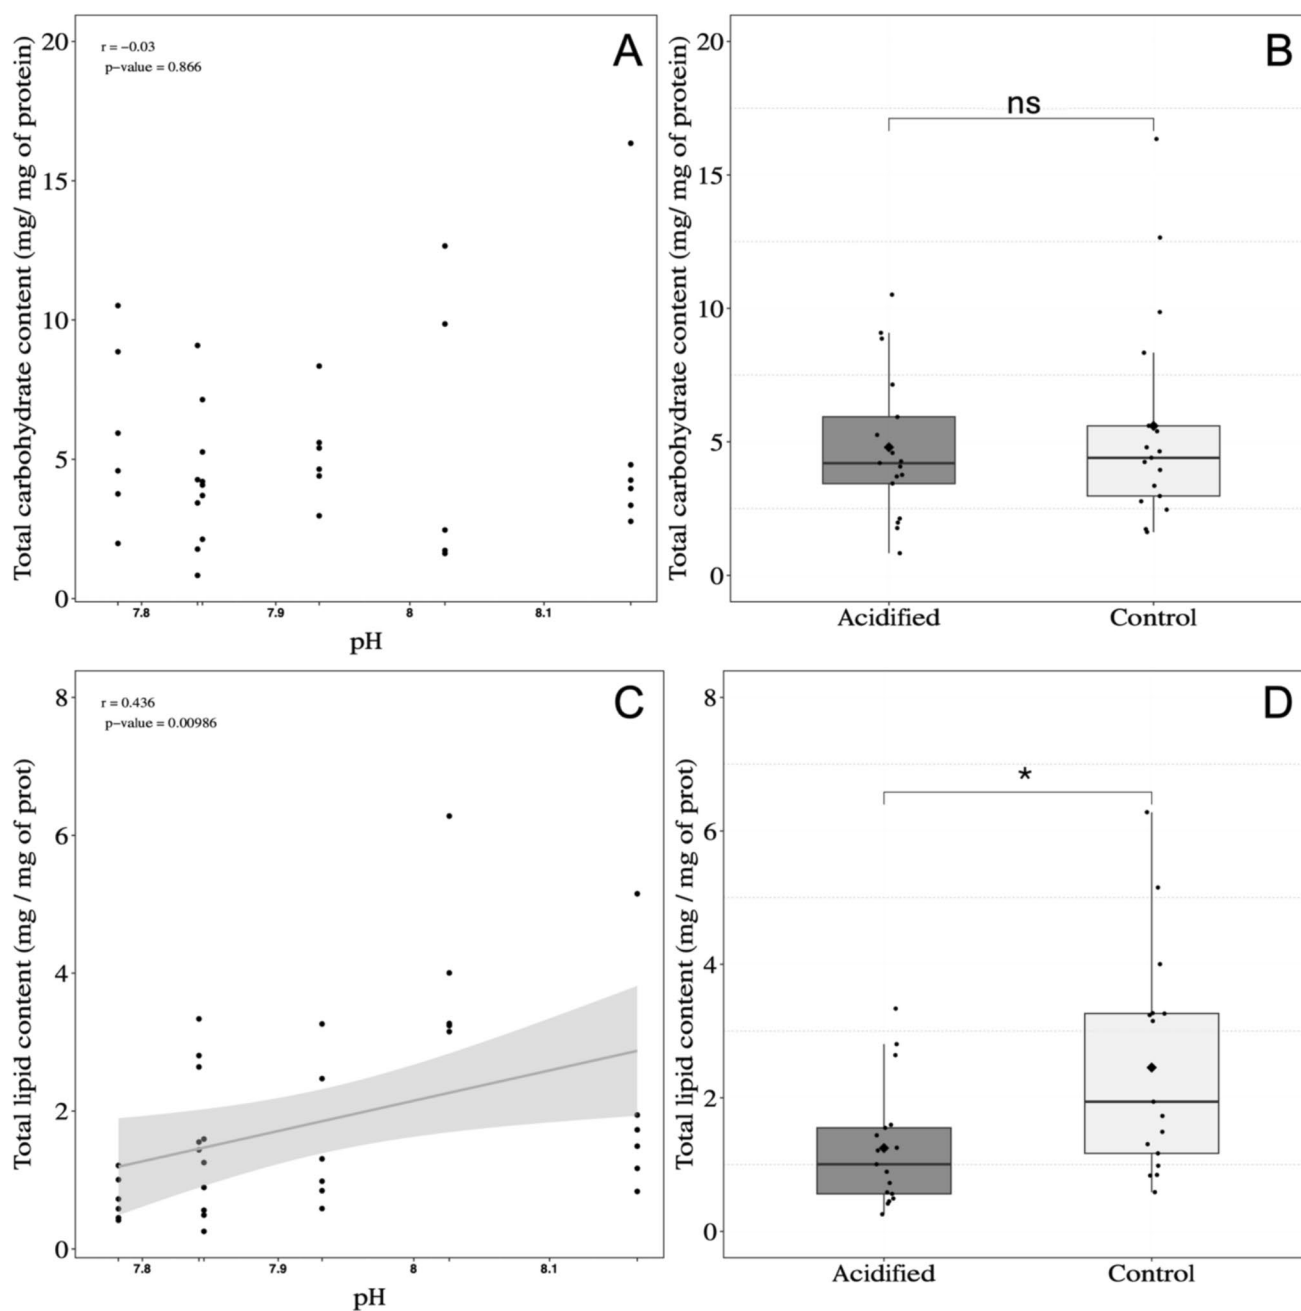 A
r = −0.03
p−value = 0.866
Total carbohydrate content (mg/ mg of protein)
20
15
10
5
0
7.8 7.9 8 8.1
pH
B
ns
Total carbohydrate content (mg/ mg of protein)
20
15
10
5
0
Acidified Control
C
r = 0.436
p−value = 0.00986
Total lipid content (mg / mg of prot)
8
6
4
2
0
7.8 7.9 8 8.1
pH
D
*
Total lipid content (mg / mg of prot)
8
6
4
2
0
Acidified Control